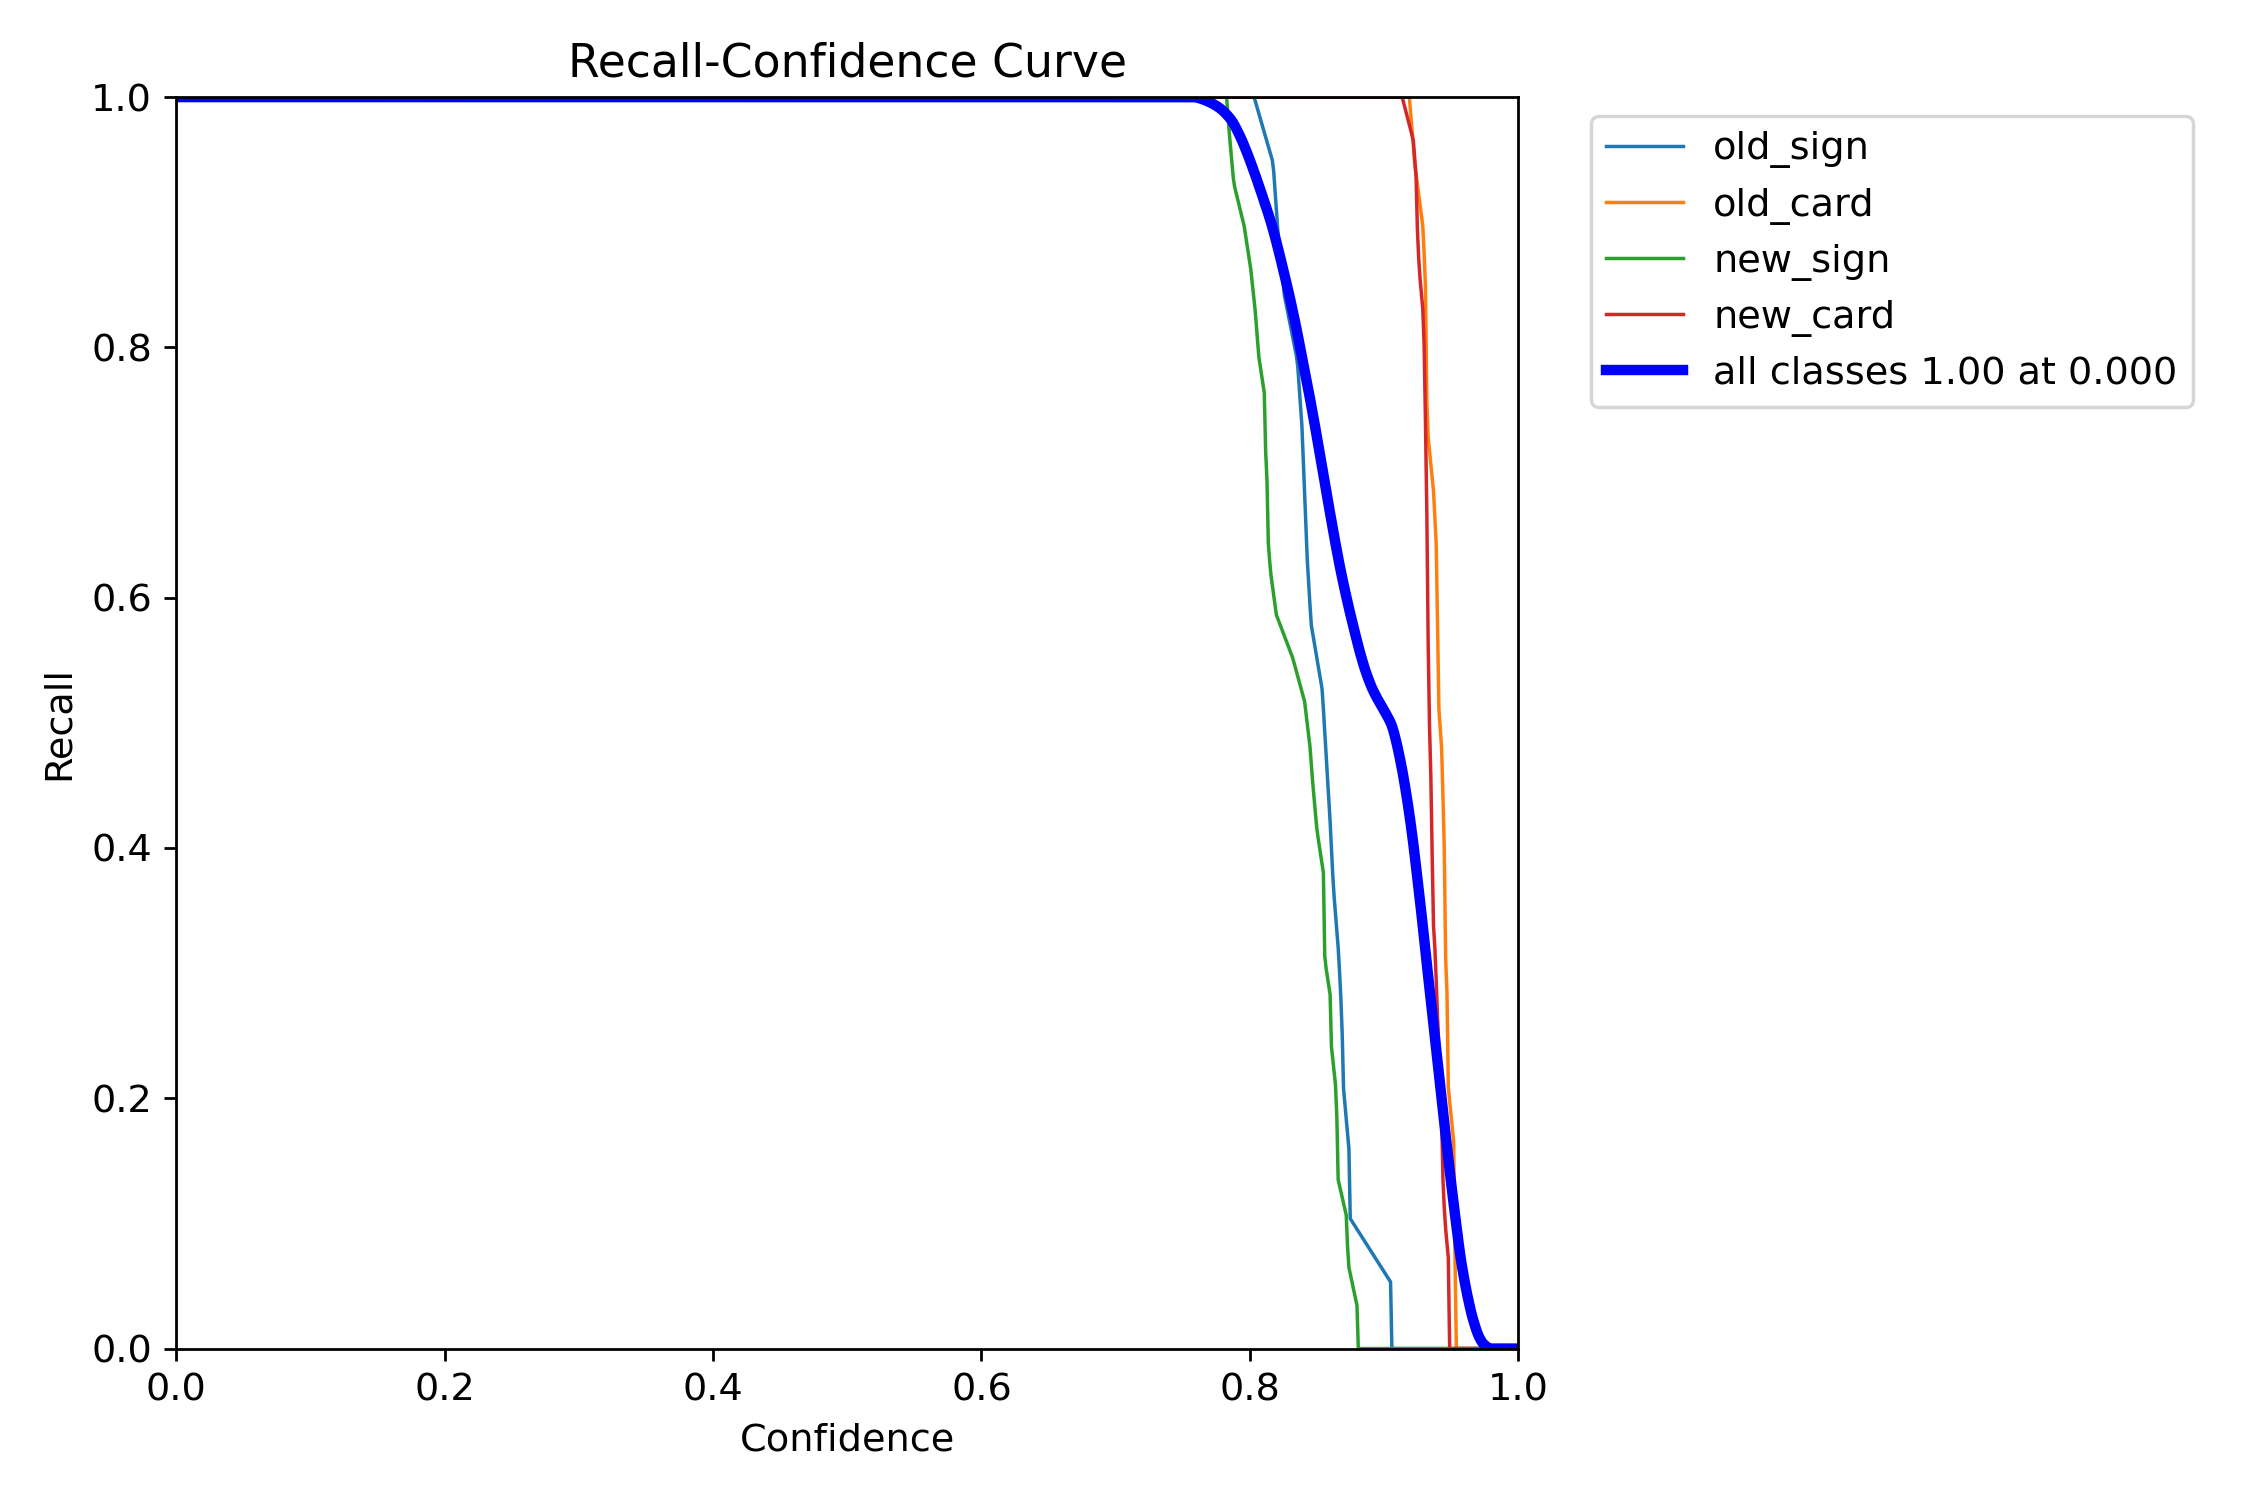 Recall-Confidence Curve
1.0
0.8
0.6
0.4
0.2
0.0
Recall
0.0 0.2 0.4 0.6 0.8 1.0
Confidence
old_sign
old_card
new_sign
new_card
all classes 1.00 at 0.000